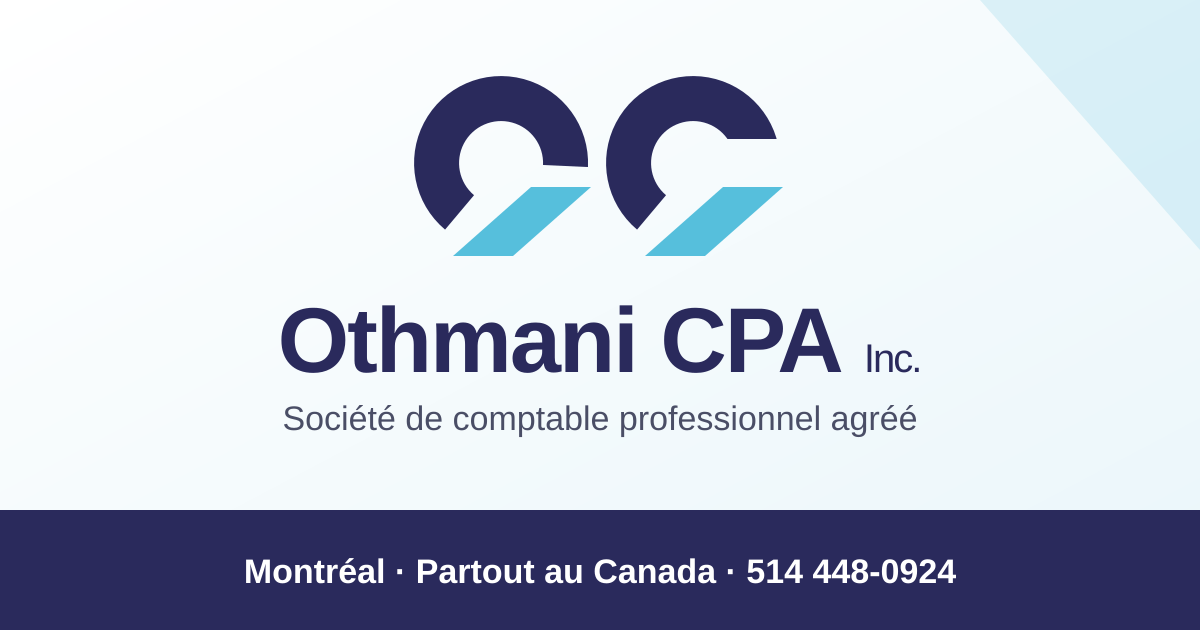 Othmani CPA Inc.
Société de comptable professionnel agréé
Montréal · Partout au Canada · 514 448-0924